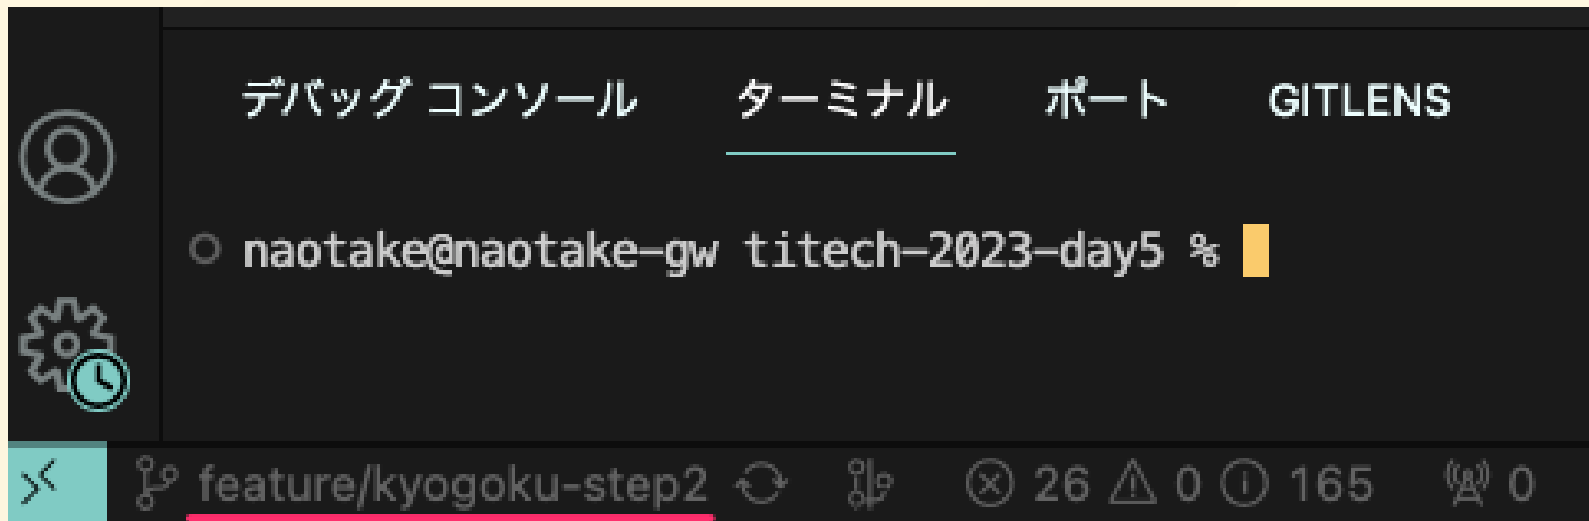 デバッグ コンソール ターミナル ポート GITLENS
naotake@naotake-gw titech-2023-day5 %
feature/kyogoku-step2 26 0 165 0